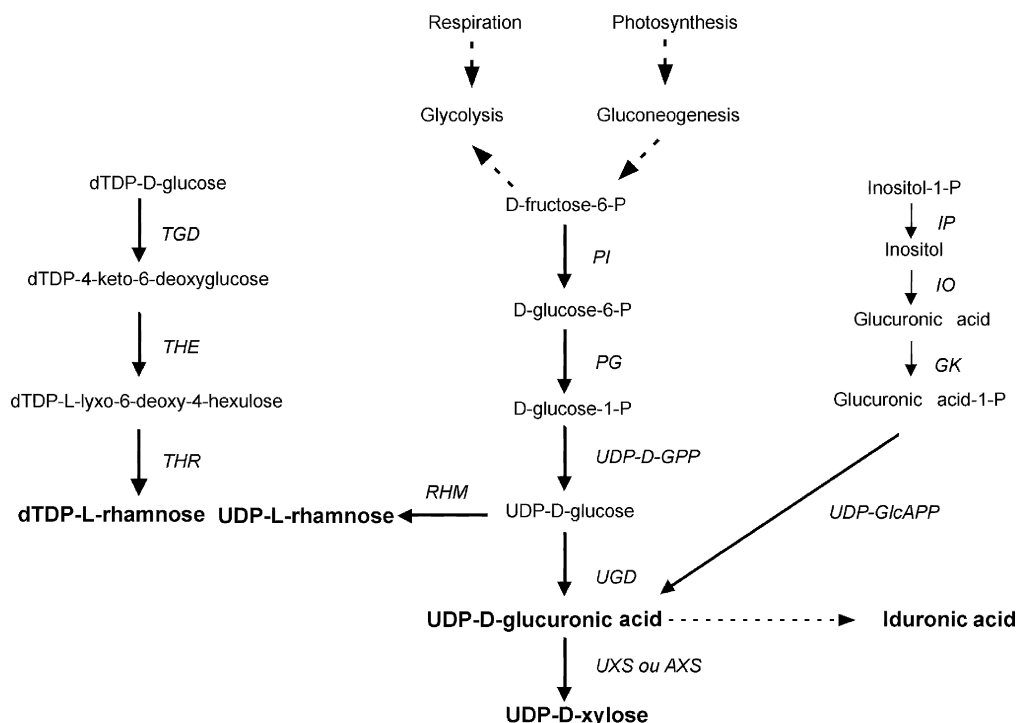 Respiration
Photosynthesis
Glycolysis
Gluconeogenesis
dTDP-D-glucose
TGD
dTDP-4-keto-6-deoxyglucose
THE
dTDP-L-lyxo-6-deoxy-4-hexulose
THR
dTDP-L-rhamnose
UDP-L-rhamnose
RHM
D-fructose-6-P
PI
D-glucose-6-P
PG
D-glucose-1-P
UDP-D-GPP
UDP-D-glucose
UGD
UDP-D-glucuronic acid
UXS ou AXS
UDP-D-xylose
Inositol-1-P
IP
Inositol
IO
Glucuronic acid
GK
Glucuronic acid-1-P
UDP-GlcAPP
Iduronic acid